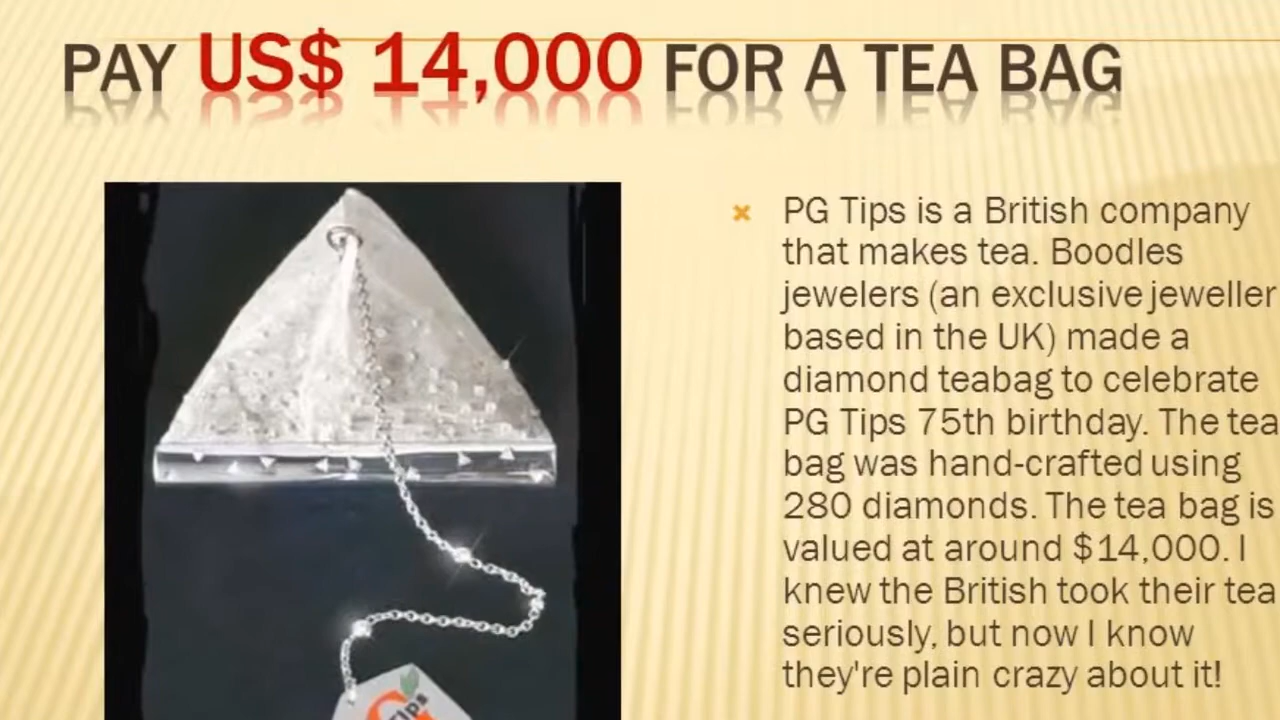 PAY US$ 14,000 FOR A TEA BAG
PG Tips is a British company
that makes tea. Boodles
jewelers (an exclusive jeweller
based in the UK) made a
diamond teabag to celebrate
PG Tips 75th birthday. The tea
bag was hand-crafted using
280 diamonds. The tea bag is
valued at around $14,000. I
knew the British took their tea
seriously, but now I know
they're plain crazy about it!
Tips